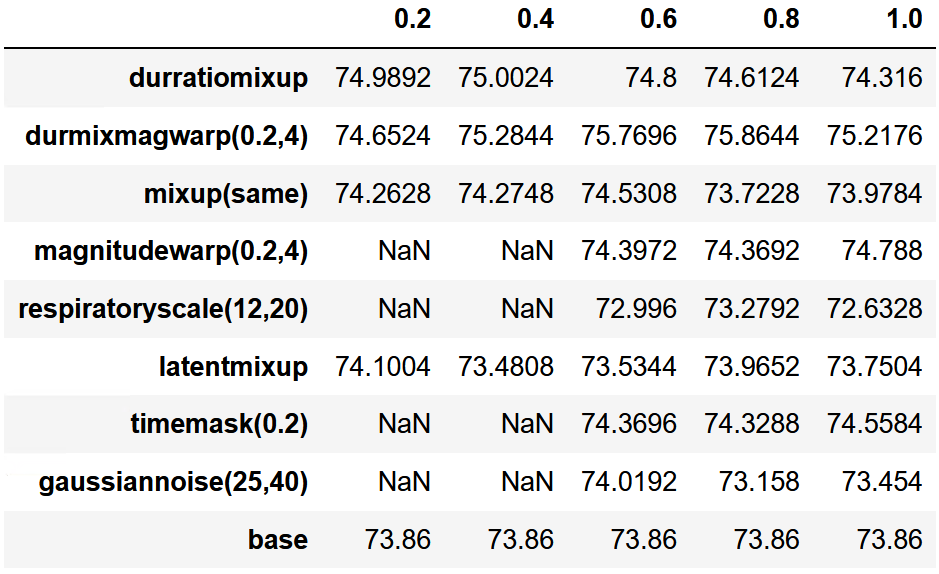 0.2 0.4 0.6 0.8 1.0
durratiomixup 74.9892 75.0024 74.8 74.6124 74.316
durmixmagwarp(0.2,4) 74.6524 75.2844 75.7696 75.8644 75.2176
mixup(same) 74.2628 74.2748 74.5308 73.7228 73.9784
magnitudewarp(0.2,4) NaN NaN 74.3972 74.3692 74.788
respiratoryscale(12,20) NaN NaN 72.996 73.2792 72.6328
latentmixup 74.1004 73.4808 73.5344 73.9652 73.7504
timemask(0.2) NaN NaN 74.3696 74.3288 74.5584
gaussiannoise(25,40) NaN NaN 74.0192 73.158 73.454
base 73.86 73.86 73.86 73.86 73.86